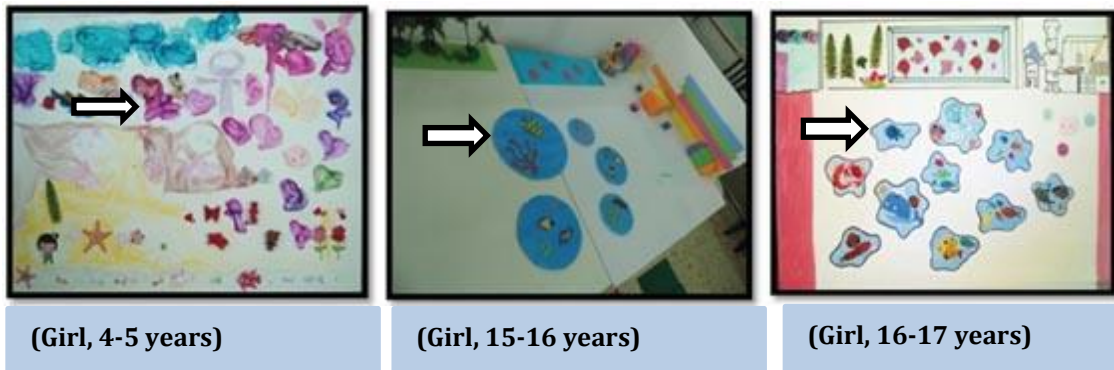 (Girl, 4-5 years)
(Girl, 15-16 years)
(Girl, 16-17 years)